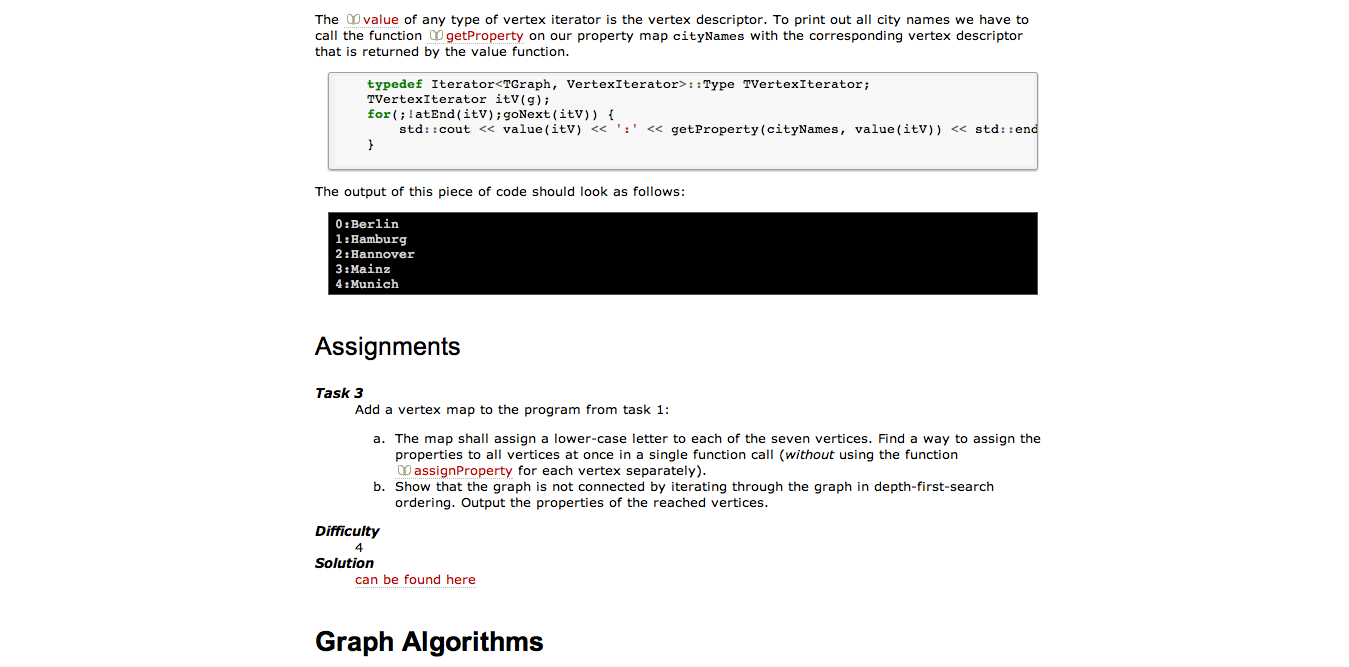 The value of any type of vertex iterator is the vertex descriptor. To print out all city names we have to
call the function getProperty on our property map cityNames with the corresponding vertex descriptor
that is returned by the value function.
typedef Iterator<TGraph, VertexIterator>::Type TVertexIterator;
TVertexIterator itV(g);
for(;!atEnd(itV);goNext(itV)) {
std::cout << value(itV) << ':' << getProperty(cityNames, value(itV)) << std::end
}
The output of this piece of code should look as follows:
0:Berlin
1:Hamburg
2:Hannover
3:Mainz
4:Munich
Assignments
Task 3
Add a vertex map to the program from task 1:
a. The map shall assign a lower-case letter to each of the seven vertices. Find a way to assign the
properties to all vertices at once in a single function call (without using the function
assignProperty for each vertex separately).
b. Show that the graph is not connected by iterating through the graph in depth-first-search
ordering. Output the properties of the reached vertices.
Difficulty
4
Solution
can be found here
Graph Algorithms